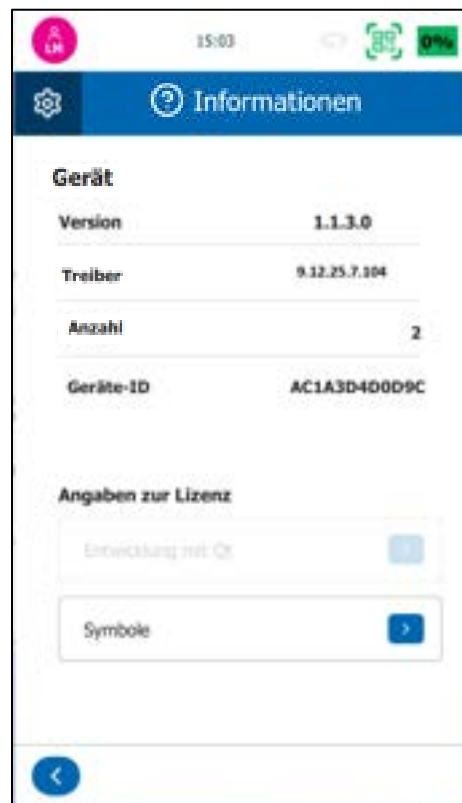 LM
15:03
0%
Informationen
Gerät
Version 1.1.3.0
Treiber 9.12.25.7.104
Anzahl 2
Geräte-ID AC1A3D4D0D9C
Angaben zur Lizenz
Entwicklung mit Qt
Symbole